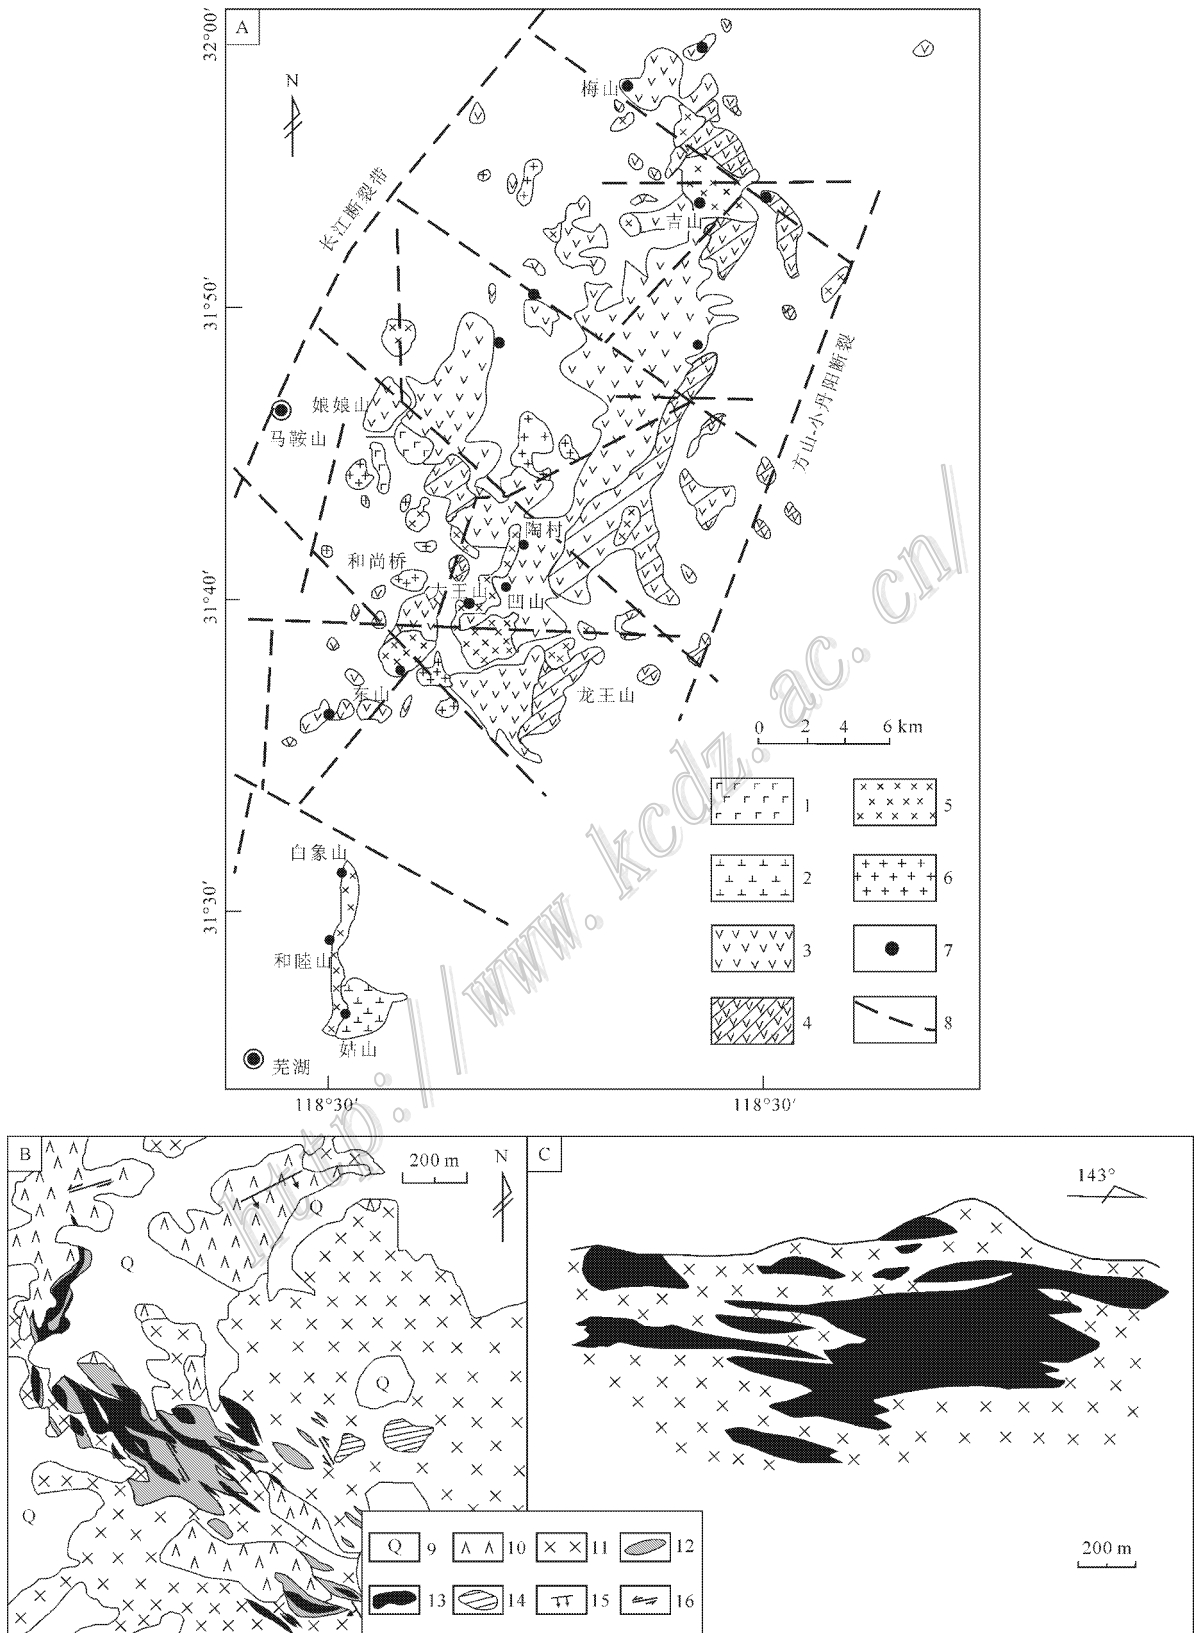 A
32°00′
N
梅山
长江断裂带
吉山
31°50′
方山-小丹阳断裂
娘娘山
马鞍山
陶村
和尚桥
大王山
凹山
31°40′
东山
龙王山
0 2 4 6 km
1 5
白象山
2 6
31°30′
3 7
和睦山
4 8
姑山
芜湖
118°30′ 118°30′
http://www.kcdz.ac.cn/
B
200 m
N
Q
Q
Q
Q
Q 9 10 11 12
13 14 15 16
C
143°
200 m